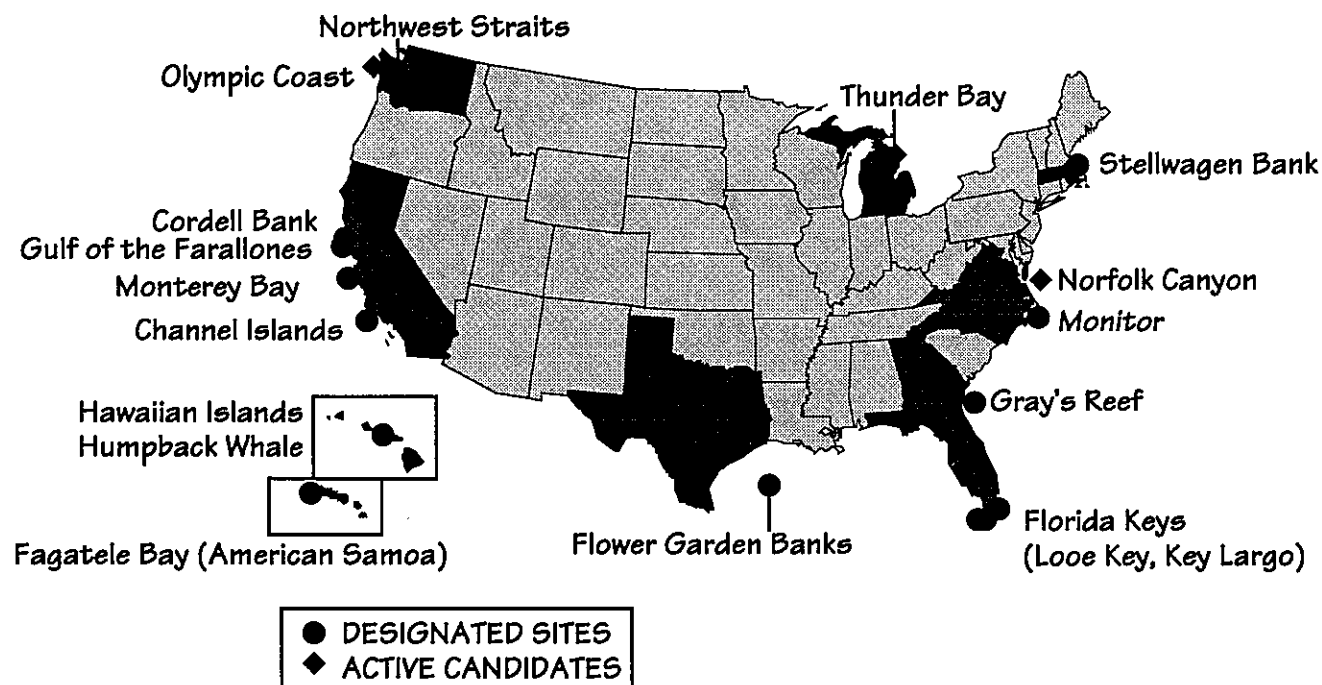 Northwest Straits
Olympic Coast
Thunder Bay
Stellwagen Bank
Cordell Bank
Gulf of the Farallones
Monterey Bay
Channel Islands
Norfolk Canyon
Monitor
Gray's Reef
Hawaiian Islands
Humpback Whale
Fagatele Bay (American Samoa)
Flower Garden Banks
Florida Keys
(Looe Key, Key Largo)
DESIGNATED SITES
ACTIVE CANDIDATES